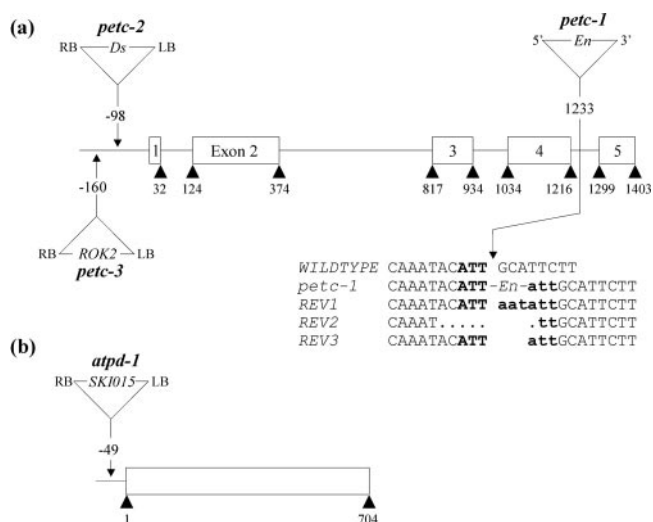 (a)
petc-2
RB Ds LB
-98
petc-1
5' En 3'
1233
1 Exon 2 3 4 5
32 124 374 817 934 1034 1216 1299 1403
-160
RB ROK2 LB
petc-3
WILDTYPE CAAATACATT GCATTCTT
petc-1 CAAATACATT-En-attGCATTCTT
REV1 CAAATACATT aatattGCATTCTT
REV2 CAAAT..... .ttGCATTCTT
REV3 CAAATACATT attGCATTCTT
(b)
atpd-1
RB SKI015 LB
-49
1 704